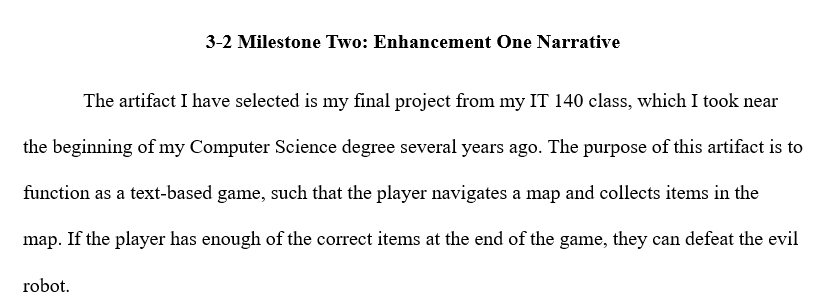 3-2 Milestone Two: Enhancement One Narrative
The artifact I have selected is my final project from my IT 140 class, which I took near
the beginning of my Computer Science degree several years ago. The purpose of this artifact is to
function as a text-based game, such that the player navigates a map and collects items in the
map. If the player has enough of the correct items at the end of the game, they can defeat the evil
robot.